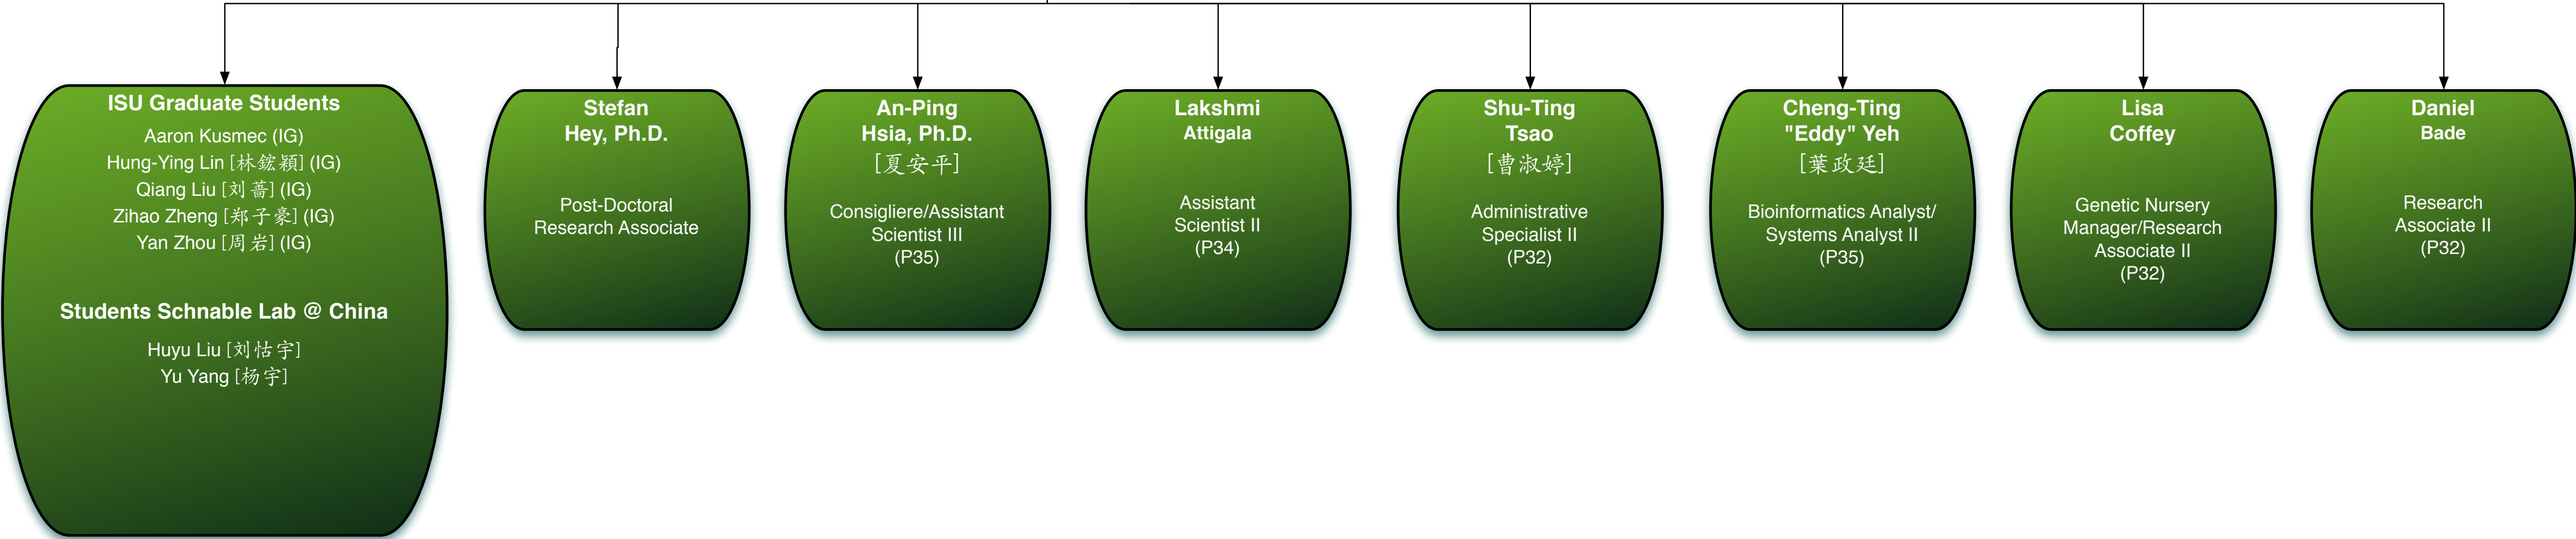 ISU Graduate Students
Aaron Kusmec (IG)
Hung-Ying Lin [林鋐穎] (IG)
Qiang Liu [刘蔷] (IG)
Zihao Zheng [郑子豪] (IG)
Yan Zhou [周岩] (IG)
Students Schnable Lab @ China
Huyu Liu [刘怙宇]
Yu Yang [杨宇]
Stefan
Hey, Ph.D.
Post-Doctoral
Research Associate
An-Ping
Hsia, Ph.D.
[夏安平]
Consigliere/Assistant
Scientist III
(P35)
Lakshmi
Attigala
Assistant
Scientist II
(P34)
Shu-Ting
Tsao
[曹淑婷]
Administrative
Specialist II
(P32)
Cheng-Ting
"Eddy" Yeh
[葉政廷]
Bioinformatics Analyst/
Systems Analyst II
(P35)
Lisa
Coffey
Genetic Nursery
Manager/Research
Associate II
(P32)
Daniel
Bade
Research
Associate II
(P32)